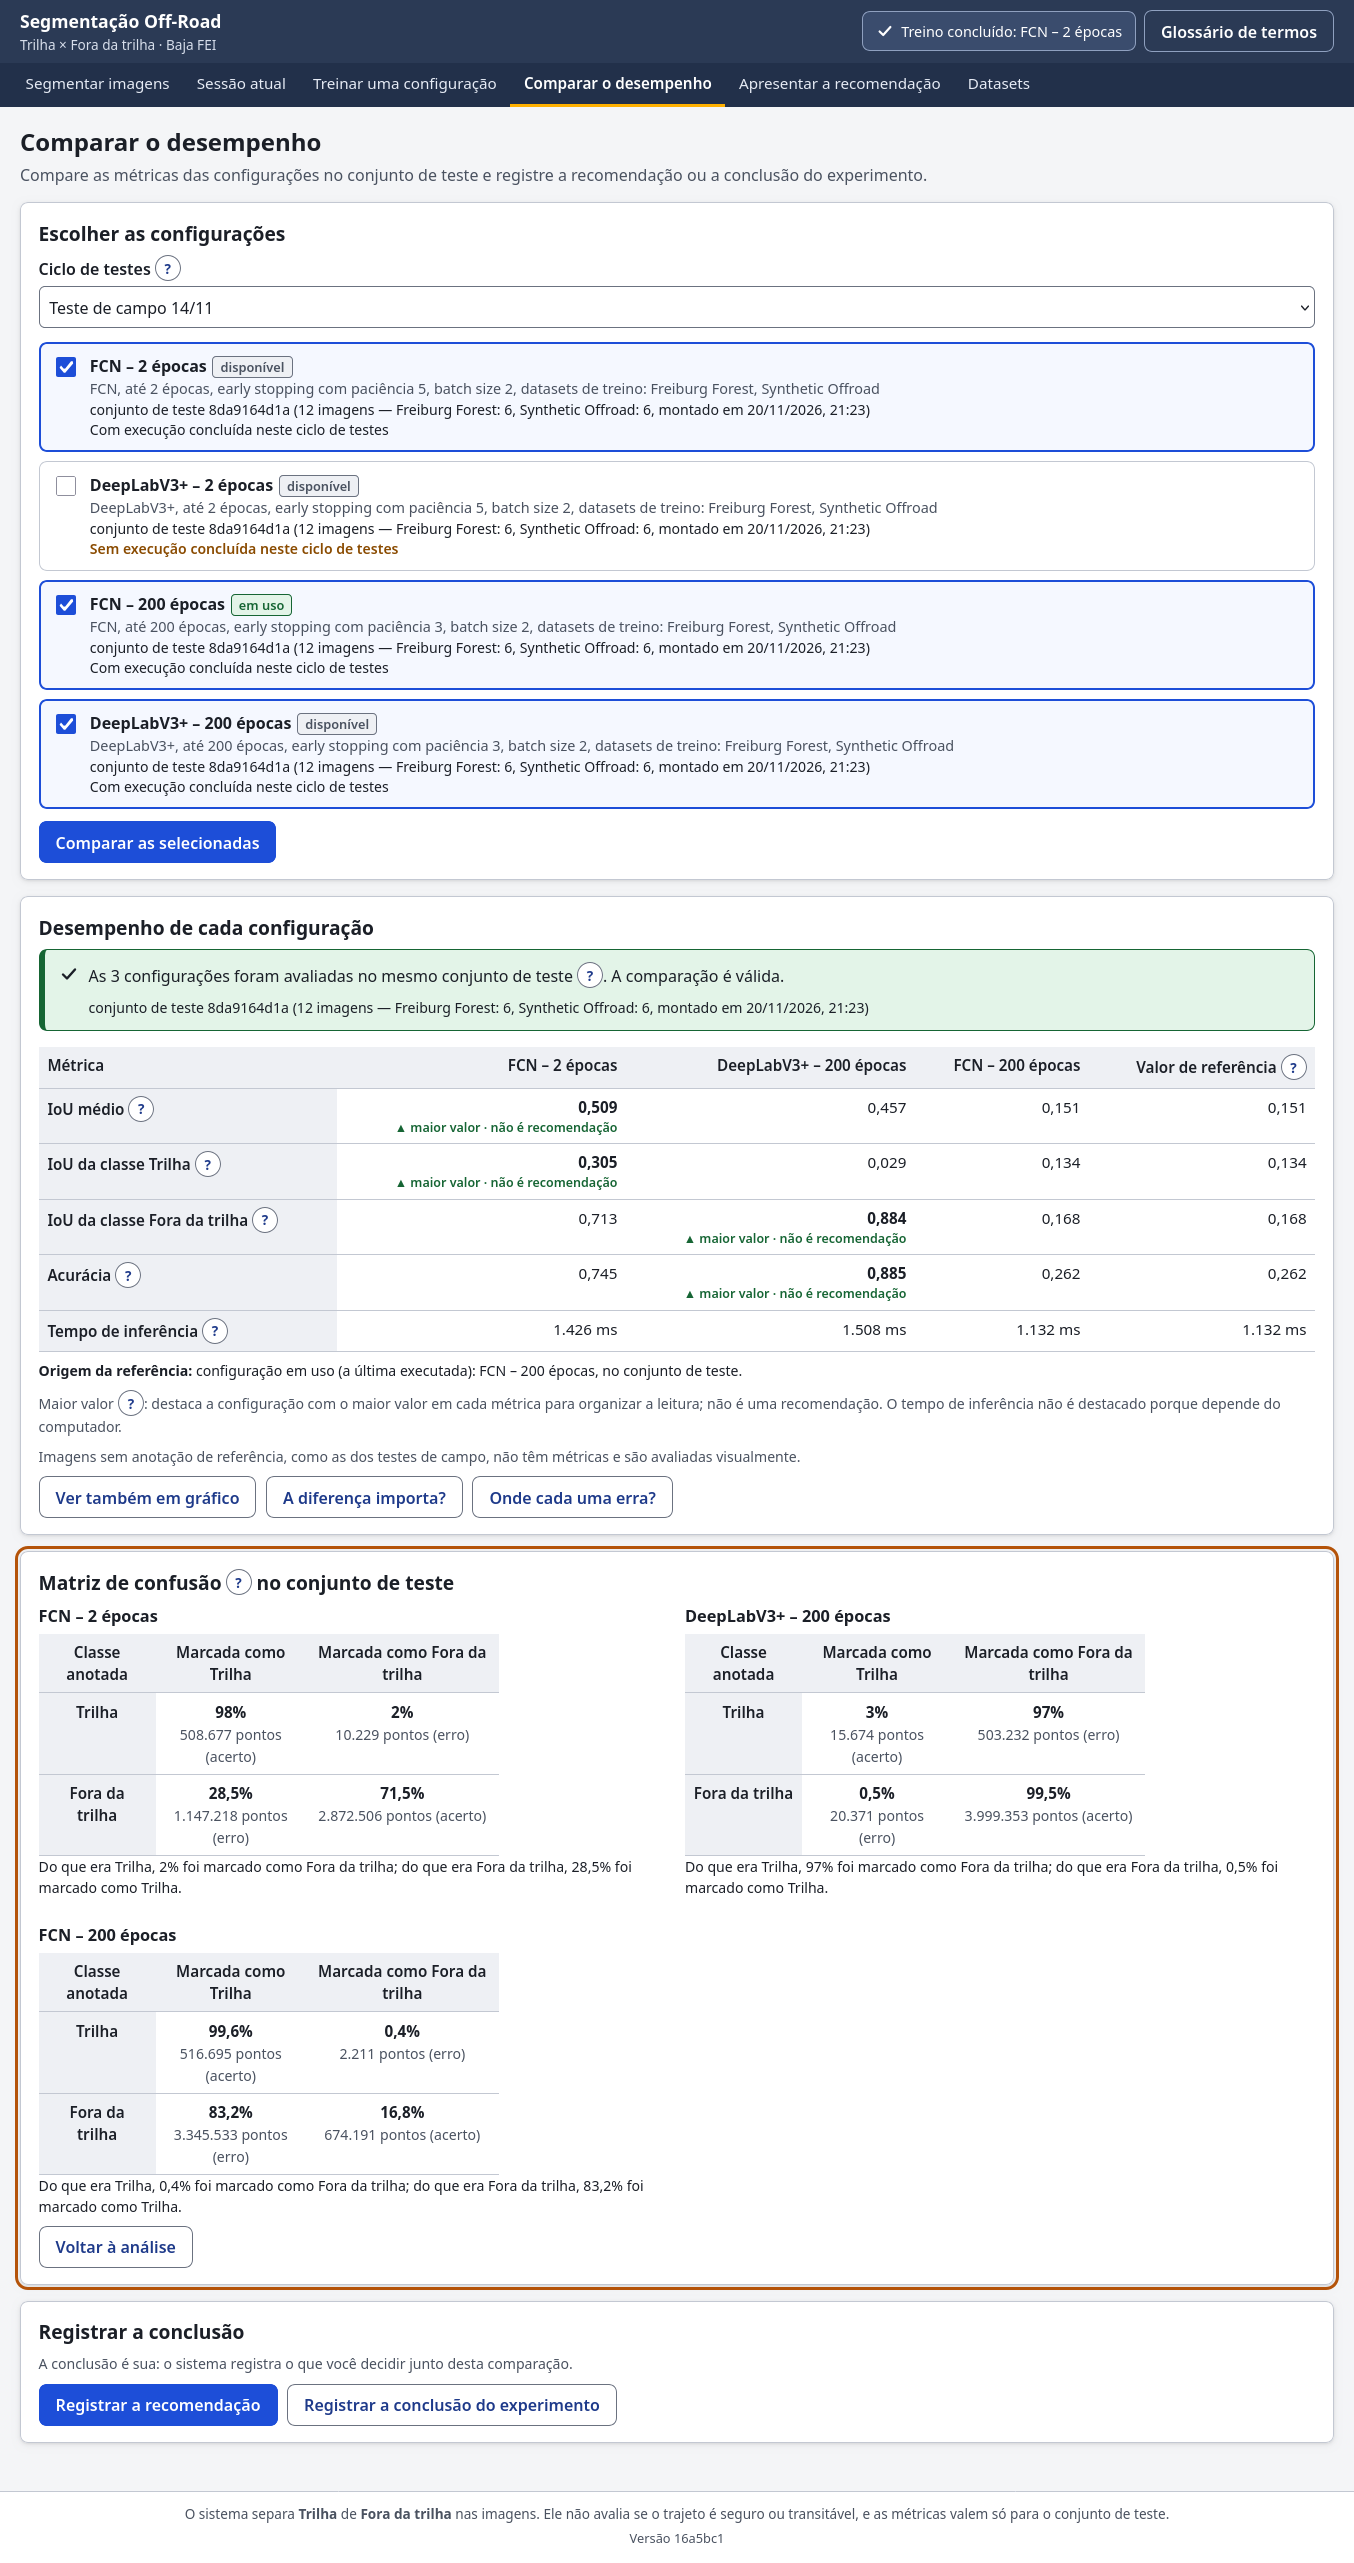 Segmentação Off-Road
Trilha × Fora da trilha · Baja FEI
Treino concluído: FCN – 2 épocas
Glossário de termos
Segmentar imagens
Sessão atual
Treinar uma configuração
Comparar o desempenho
Apresentar a recomendação
Datasets
Comparar o desempenho
Compare as métricas das configurações no conjunto de teste e registre a recomendação ou a conclusão do experimento.
Escolher as configurações
Ciclo de testes ?
Teste de campo 14/11
FCN – 2 épocas disponível
FCN, até 2 épocas, early stopping com paciência 5, batch size 2, datasets de treino: Freiburg Forest, Synthetic Offroad
conjunto de teste 8da9164d1a (12 imagens — Freiburg Forest: 6, Synthetic Offroad: 6, montado em 20/11/2026, 21:23)
Com execução concluída neste ciclo de testes
DeepLabV3+ – 2 épocas disponível
DeepLabV3+, até 2 épocas, early stopping com paciência 5, batch size 2, datasets de treino: Freiburg Forest, Synthetic Offroad
conjunto de teste 8da9164d1a (12 imagens — Freiburg Forest: 6, Synthetic Offroad: 6, montado em 20/11/2026, 21:23)
Sem execução concluída neste ciclo de testes
FCN – 200 épocas em uso
FCN, até 200 épocas, early stopping com paciência 3, batch size 2, datasets de treino: Freiburg Forest, Synthetic Offroad
conjunto de teste 8da9164d1a (12 imagens — Freiburg Forest: 6, Synthetic Offroad: 6, montado em 20/11/2026, 21:23)
Com execução concluída neste ciclo de testes
DeepLabV3+ – 200 épocas disponível
DeepLabV3+, até 200 épocas, early stopping com paciência 3, batch size 2, datasets de treino: Freiburg Forest, Synthetic Offroad
conjunto de teste 8da9164d1a (12 imagens — Freiburg Forest: 6, Synthetic Offroad: 6, montado em 20/11/2026, 21:23)
Com execução concluída neste ciclo de testes
Comparar as selecionadas
Desempenho de cada configuração
As 3 configurações foram avaliadas no mesmo conjunto de teste ?. A comparação é válida.
conjunto de teste 8da9164d1a (12 imagens — Freiburg Forest: 6, Synthetic Offroad: 6, montado em 20/11/2026, 21:23)
Métrica FCN – 2 épocas DeepLabV3+ – 200 épocas FCN – 200 épocas Valor de referência ?
IoU médio ? 0,509 0,457 0,151 0,151
▲ maior valor · não é recomendação
IoU da classe Trilha ? 0,305 0,029 0,134 0,134
▲ maior valor · não é recomendação
IoU da classe Fora da trilha ? 0,713 0,884 0,168 0,168
▲ maior valor · não é recomendação
Acurácia ? 0,745 0,885 0,262 0,262
▲ maior valor · não é recomendação
Tempo de inferência ? 1.426 ms 1.508 ms 1.132 ms 1.132 ms
Origem da referência: configuração em uso (a última executada): FCN – 200 épocas, no conjunto de teste.
Maior valor ?: destaca a configuração com o maior valor em cada métrica para organizar a leitura; não é uma recomendação. O tempo de inferência não é destacado porque depende do
computador.
Imagens sem anotação de referência, como as dos testes de campo, não têm métricas e são avaliadas visualmente.
Ver também em gráfico
A diferença importa?
Onde cada uma erra?
Matriz de confusão ? no conjunto de teste
FCN – 2 épocas
Classe Marcada como Marcada como Fora da
anotada Trilha trilha
Trilha 98% 2%
508.677 pontos 10.229 pontos (erro)
(acerto)
Fora da 28,5% 71,5%
trilha 1.147.218 pontos 2.872.506 pontos (acerto)
(erro)
Do que era Trilha, 2% foi marcado como Fora da trilha; do que era Fora da trilha, 28,5% foi
marcado como Trilha.
DeepLabV3+ – 200 épocas
Classe Marcada como Marcada como Fora da
anotada Trilha trilha
Trilha 3% 97%
15.674 pontos 503.232 pontos (erro)
(acerto)
Fora da trilha 0,5% 99,5%
20.371 pontos 3.999.353 pontos (acerto)
(erro)
Do que era Trilha, 97% foi marcado como Fora da trilha; do que era Fora da trilha, 0,5% foi
marcado como Trilha.
FCN – 200 épocas
Classe Marcada como Marcada como Fora da
anotada Trilha trilha
Trilha 99,6% 0,4%
516.695 pontos 2.211 pontos (erro)
(acerto)
Fora da 83,2% 16,8%
trilha 3.345.533 pontos 674.191 pontos (acerto)
(erro)
Do que era Trilha, 0,4% foi marcado como Fora da trilha; do que era Fora da trilha, 83,2% foi
marcado como Trilha.
Voltar à análise
Registrar a conclusão
A conclusão é sua: o sistema registra o que você decidir junto desta comparação.
Registrar a recomendação
Registrar a conclusão do experimento
O sistema separa Trilha de Fora da trilha nas imagens. Ele não avalia se o trajeto é seguro ou transitável, e as métricas valem só para o conjunto de teste.
Versão 16a5bc1